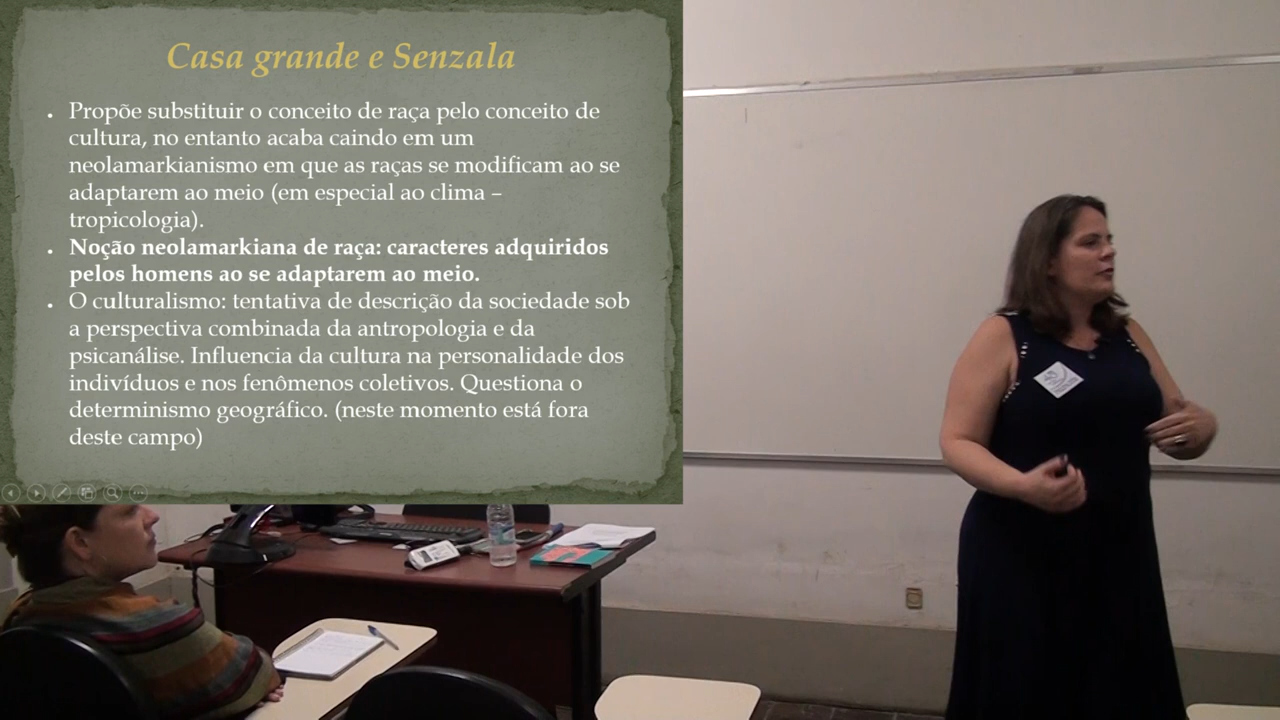 Casa grande e Senzala
• Propõe substituir o conceito de raça pelo conceito de
cultura, no entanto acaba caindo em um
neolamarkianismo em que as raças se modificam ao se
adaptarem ao meio (em especial ao clima –
tropicologia).
• Noção neolamarkiana de raça: caracteres adquiridos
pelos homens ao se adaptarem ao meio.
• O culturalismo: tentativa de descrição da sociedade sob
a perspectiva combinada da antropologia e da
psicanálise. Influencia da cultura na personalidade dos
indivíduos e nos fenômenos coletivos. Questiona o
determinismo geográfico. (neste momento está fora
deste campo)